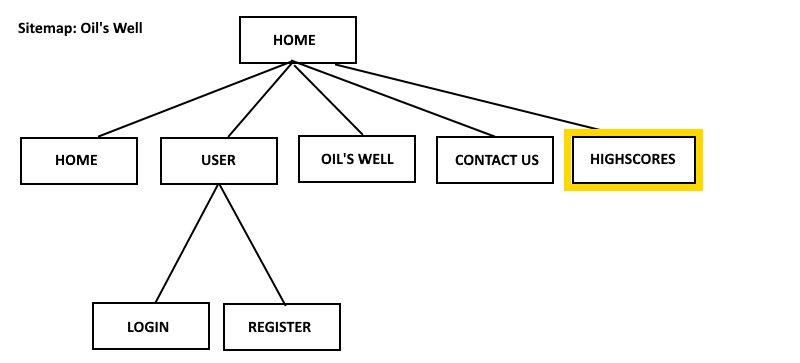 Sitemap: Oil's Well
HOME
HOME
USER
OIL'S WELL
CONTACT US
HIGHSCORES
LOGIN
REGISTER